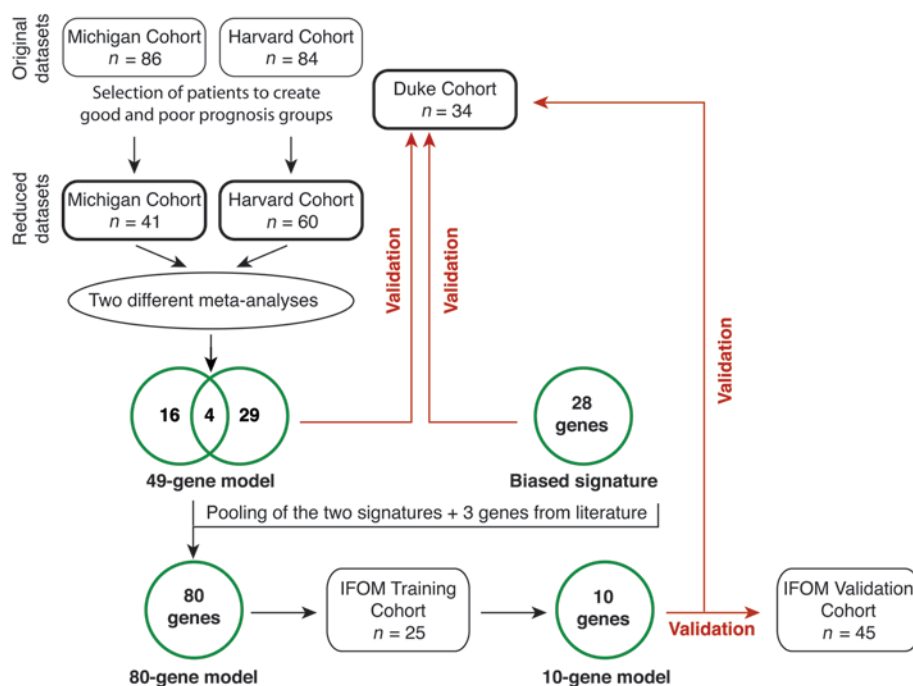 Original
datasets
Michigan Cohort
n = 86
Harvard Cohort
n = 84
Selection of patients to create
good and poor prognosis groups
Duke Cohort
n = 34
Reduced
datasets
Michigan Cohort
n = 41
Harvard Cohort
n = 60
Two different meta-analyses
Validation
Validation
Validation
16
4
29
49-gene model
28
genes
Biased signature
Pooling of the two signatures + 3 genes from literature
80
genes
80-gene model
IFOM Training
Cohort
n = 25
10
genes
10-gene model
Validation
IFOM Validation
Cohort
n = 45